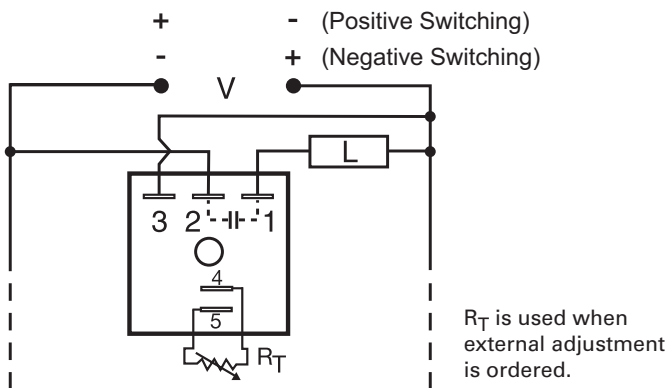 + - (Positive Switching)
- + (Negative Switching)
V
L
3 2 1
4
5
RT
RT is used when
external adjustment
is ordered.